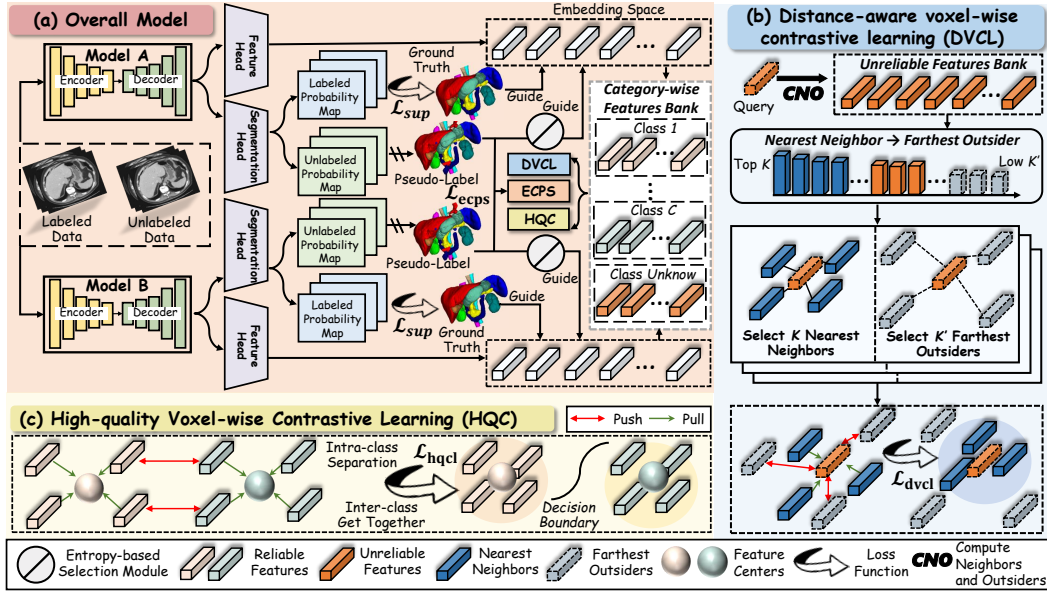 (a) Overall Model
Model A
Encoder
Decoder
Labeled
Data
Unlabeled
Data
Model B
Encoder
Decoder
Feature
Head
Segmentation
Head
Segmentation
Head
Feature
Head
Labeled
Probability
Map
Unlabeled
Probability
Map
Unlabeled
Probability
Map
Labeled
Probability
Map
Ground
Truth
ℒsup
Pseudo-Label
ℒecps
Pseudo-Label
ℒsup
Ground
Truth
Guide
Guide
Guide
Guide
DVCL
ECPS
HQC
Embedding Space
...
Category-wise
Features Bank
Class 1
...
Class C
...
Class Unknow
...
...
(b) Distance-aware voxel-wise
contrastive learning (DVCL)
Query
CNO
Unreliable Features Bank
...
Nearest Neighbor → Farthest Outsider
Top K
Low K'
...
...
Select K Nearest
Neighbors
Select K' Farthest
Outsiders
ℒdvcl
(c) High-quality Voxel-wise Contrastive Learning (HQC)
Push
Pull
Intra-class
Separation
ℒhqcl
Inter-class
Get Together
Decision
Boundary
Entropy-based
Selection Module
Reliable
Features
Unreliable
Features
Nearest
Neighbors
Farthest
Outsiders
Feature
Centers
Loss
Function
CNO
Compute
Neighbors
and Outsiders